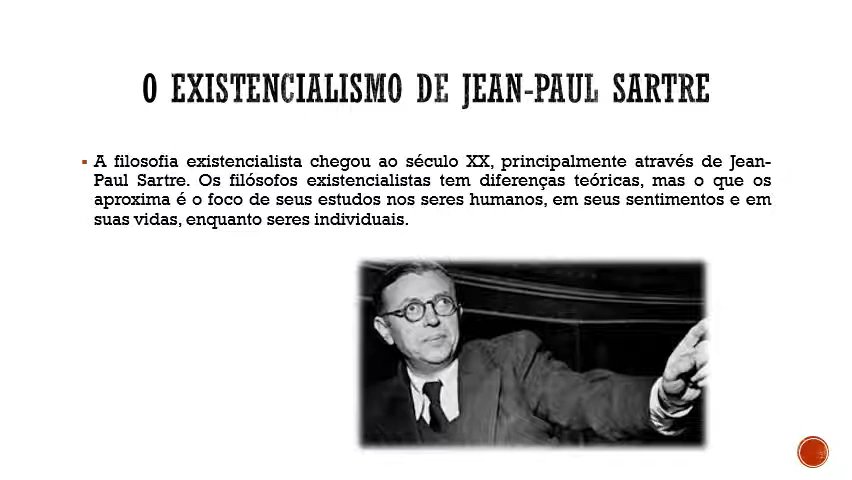 O EXISTENCIALISMO DE JEAN-PAUL SARTRE
A filosofia existencialista chegou ao século XX, principalmente através de Jean-
Paul Sartre. Os filósofos existencialistas tem diferenças teóricas, mas o que os
aproxima é o foco de seus estudos nos seres humanos, em seus sentimentos e em
suas vidas, enquanto seres individuais.